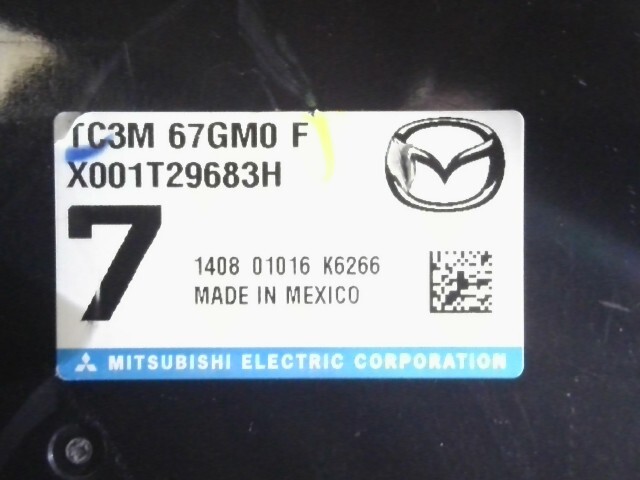 TC3M 67GM0 F
X001T29683H
7
1408 01016 K6266
MADE IN MEXICO
MITSUBISHI ELECTRIC CORPORATION